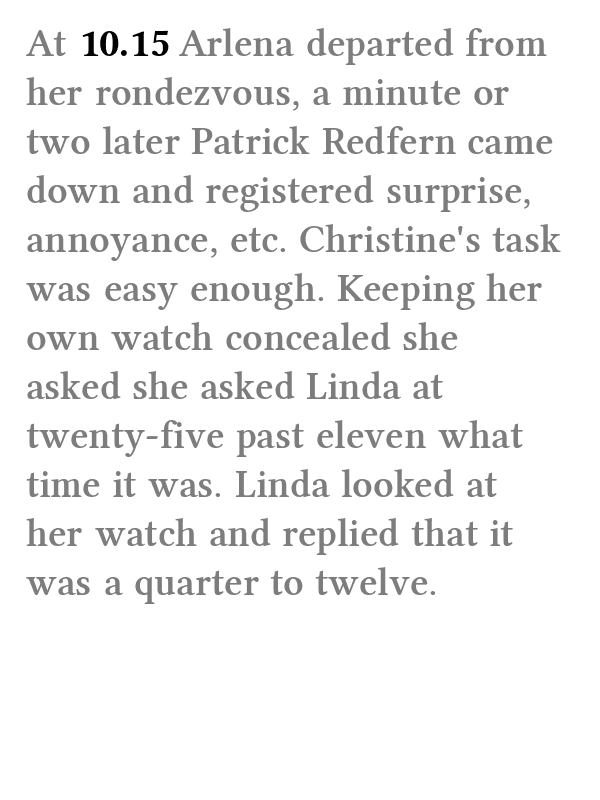 At 10.15 Arlena departed from
her rondezvous, a minute or
two later Patrick Redfern came
down and registered surprise,
annoyance, etc. Christine's task
was easy enough. Keeping her
own watch concealed she
asked she asked Linda at
twenty-five past eleven what
time it was. Linda looked at
her watch and replied that it
was a quarter to twelve.